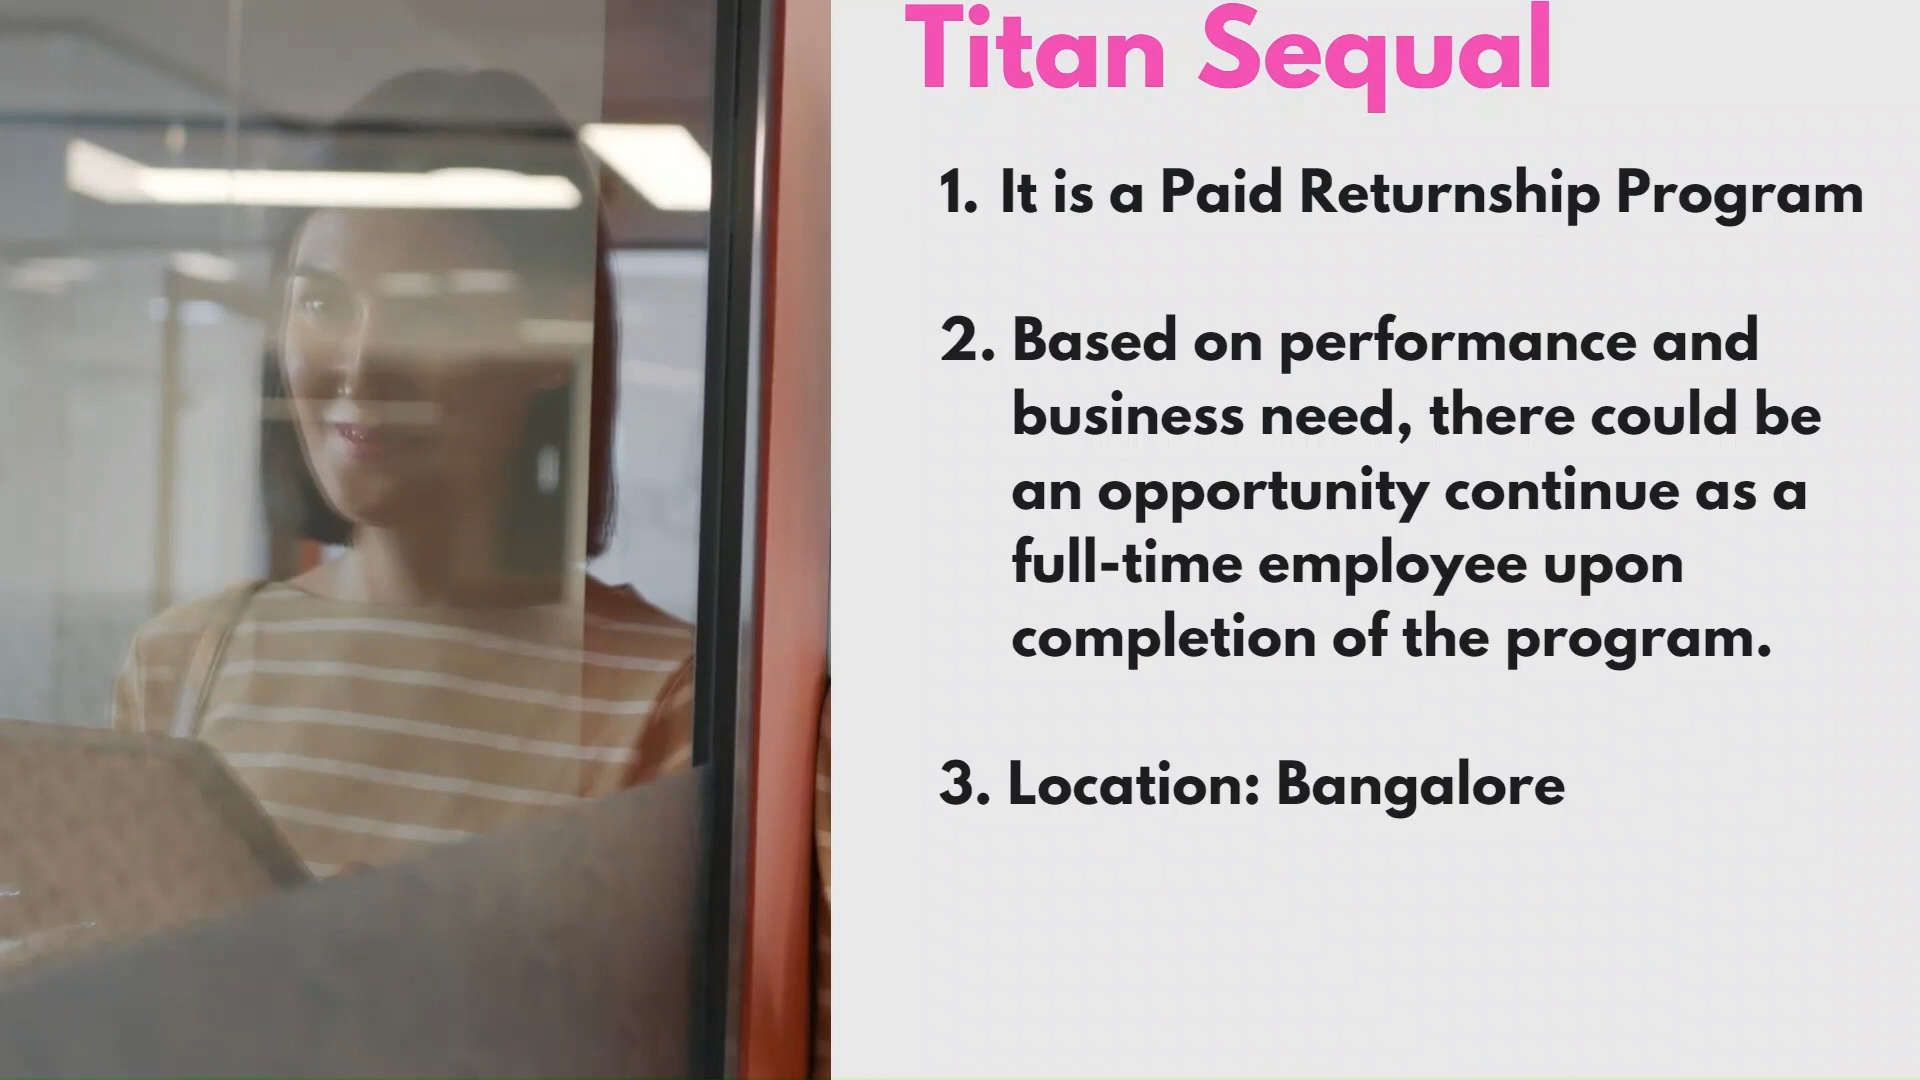 Titan Sequal
1. It is a Paid Returnship Program
2. Based on performance and
business need, there could be
an opportunity continue as a
full-time employee upon
completion of the program.
3. Location: Bangalore